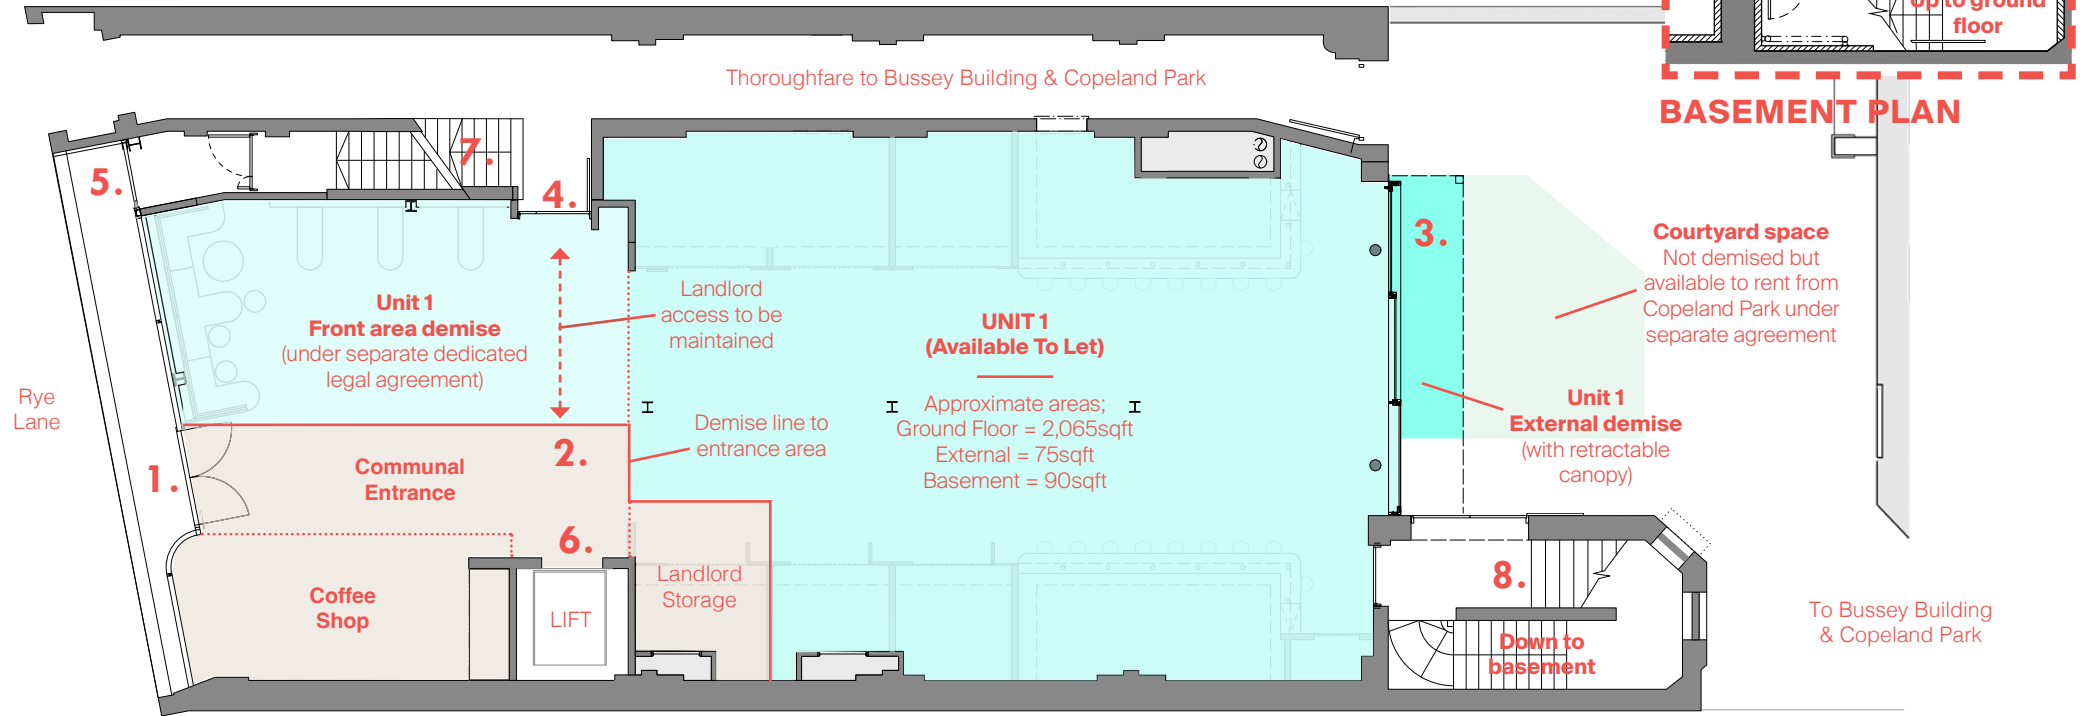 Up to ground
floor
BASEMENT PLAN
Thoroughfare to Bussey Building & Copeland Park
5.
7.
4.
3.
Courtyard space
Not demised but
available to rent from
Copeland Park under
separate agreement
Unit 1
Front area demise
(under separate dedicated
legal agreement)
Landlord
access to be
maintained
UNIT 1
(Available To Let)
Approximate areas;
Ground Floor = 2,065sqft
External = 75sqft
Basement = 90sqft
Rye
Lane
Demise line to
entrance area
Unit 1
External demise
(with retractable
canopy)
1.
2.
Communal
Entrance
6.
Coffee
Shop
LIFT
Landlord
Storage
8.
Down to
basement
To Bussey Building
& Copeland Park